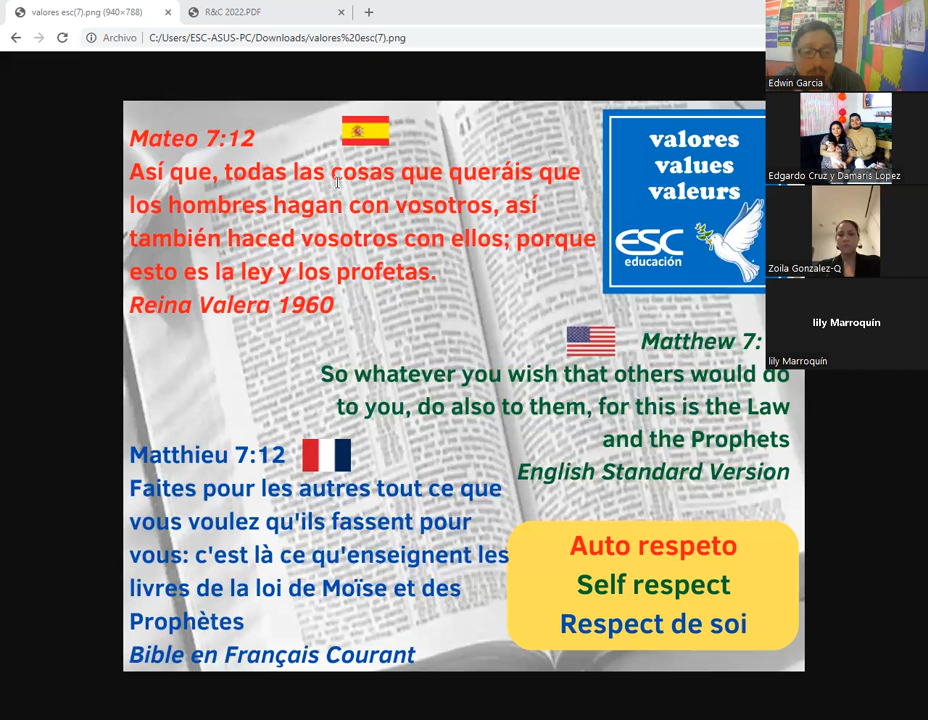 valores esc(7).png (940×788)
R&C 2022.PDF
Archivo
C:/Users/ESC-ASUS-PC/Downloads/valores%20esc(7).png
Mateo 7:12
Así que, todas las cosas que queráis que
los hombres hagan con vosotros, así
también haced vosotros con ellos; porque
esto es la ley y los profetas.
Reina Valera 1960
valores
values
valeurs
ESC
educación
Matthew 7:
So whatever you wish that others would do
to you, do also to them, for this is the Law
and the Prophets
English Standard Version
Matthieu 7:12
Faites pour les autres tout ce que
vous voulez qu'ils fassent pour
vous: c'est là ce qu'enseignent les
livres de la loi de Moïse et des
Prophètes
Bible en Français Courant
Auto respeto
Self respect
Respect de soi
Edwin Garcia
Edgardo Cruz y Damaris Lopez
Zoila Gonzalez-Q
lily Marroquín
lily Marroquín